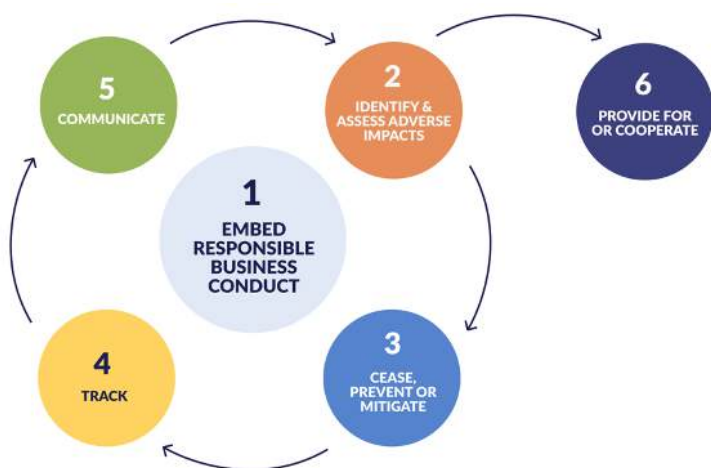 5
COMMUNICATE
2
IDENTIFY &
ASSESS ADVERSE
IMPACTS
6
PROVIDE FOR
OR COOPERATE
1
EMBED
RESPONSIBLE
BUSINESS
CONDUCT
4
TRACK
3
CEASE,
PREVENT OR
MITIGATE